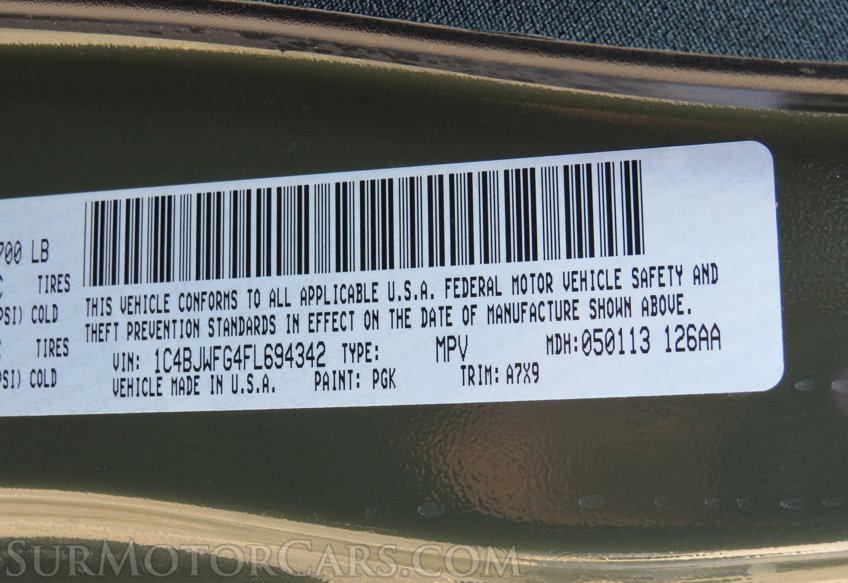 700 LB
TIRES
PSI) COLD
TIRES
SI) COLD
THIS VEHICLE CONFORMS TO ALL APPLICABLE U.S.A. FEDERAL MOTOR VEHICLE SAFETY AND
THEFT PREVENTION STANDARDS IN EFFECT ON THE DATE OF MANUFACTURE SHOWN ABOVE.
VIN: 1C4BJWFG4FL694342 TYPE: MPV MDH:050113 126AA
VEHICLE MADE IN U.S.A. PAINT: PGK TRIM: A7X9
SURMOTORCARS.COM